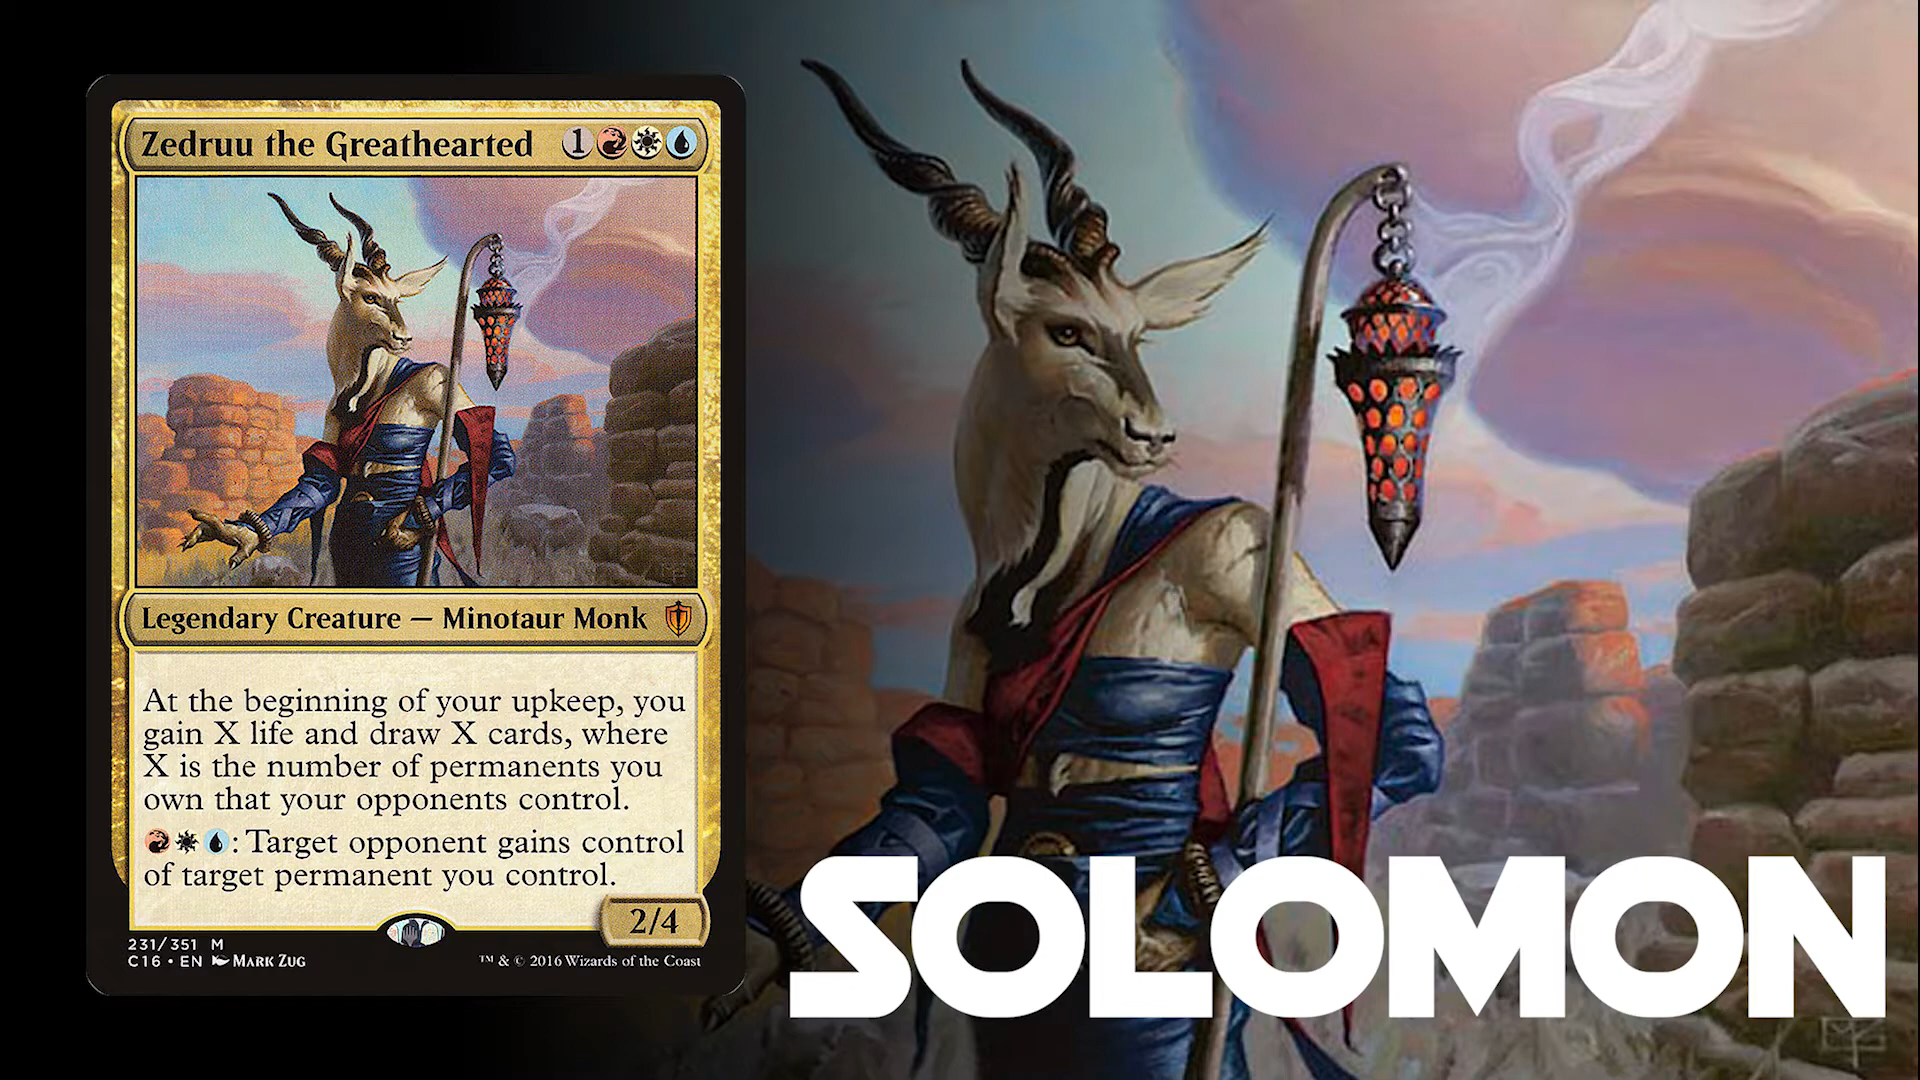 Zedruu the Greathearted 1
Legendary Creature — Minotaur Monk
At the beginning of your upkeep, you
gain X life and draw X cards, where
X is the number of permanents you
own that your opponents control.
: Target opponent gains control
of target permanent you control.
2/4
231/351 M
C16 • EN MARK ZUG
™ & © 2016 Wizards of the Coast
SOLOMON